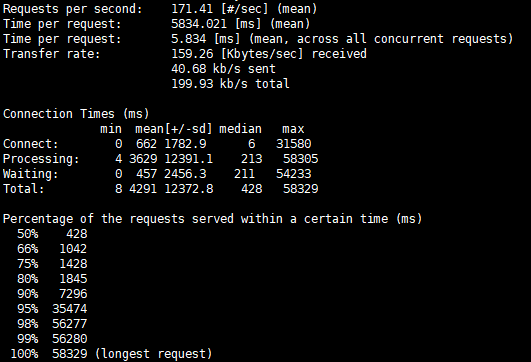 Requests per second:    171.41 [#/sec] (mean)
Time per request:       5834.021 [ms] (mean)
Time per request:       5.834 [ms] (mean, across all concurrent requests)
Transfer rate:          159.26 [Kbytes/sec] received
                        40.68 kb/s sent
                        199.93 kb/s total

Connection Times (ms)
              min  mean[+/-sd] median   max
Connect:        0  662 1782.9      6   31580
Processing:     4 3629 12391.1    213   58305
Waiting:        0  457 2456.3    211   54233
Total:          8 4291 12372.8    428   58329

Percentage of the requests served within a certain time (ms)
  50%    428
  66%   1042
  75%   1428
  80%   1845
  90%   7296
  95%  35474
  98%  56277
  99%  56280
 100%  58329 (longest request)